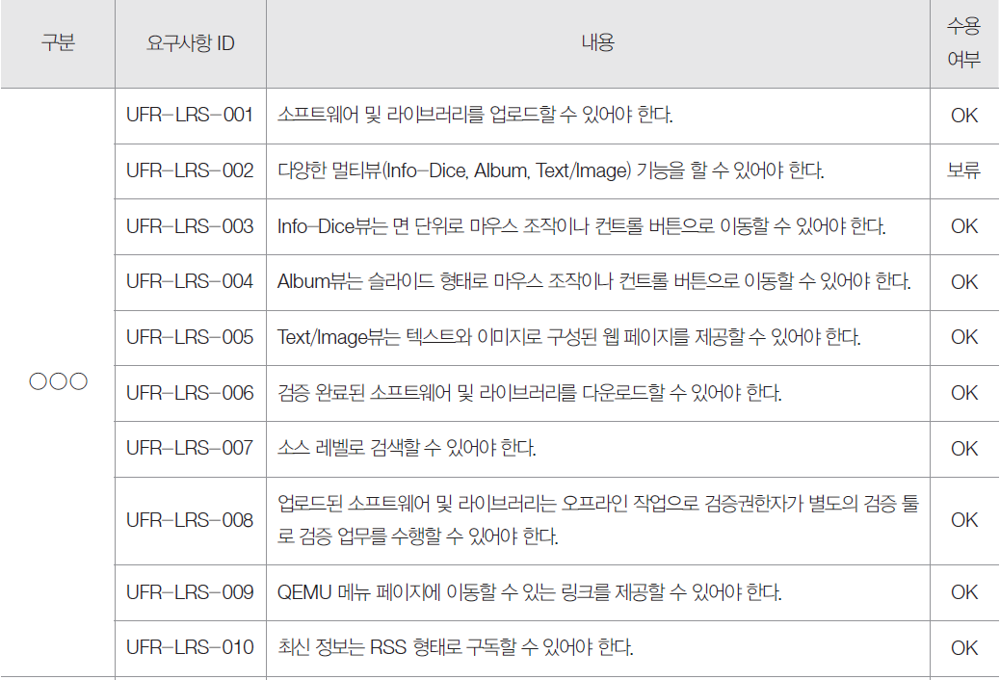 구분 요구사항 ID 내용 수용
여부
UFR-LRS-001 소프트웨어 및 라이브러리를 업로드할 수 있어야 한다. OK
UFR-LRS-002 다양한 멀티뷰(Info-Dice, Album, Text/Image) 기능을 할 수 있어야 한다. 보류
UFR-LRS-003 Info-Dice뷰는 면 단위로 마우스 조작이나 컨트롤 버튼으로 이동할 수 있어야 한다. OK
UFR-LRS-004 Album뷰는 슬라이드 형태로 마우스 조작이나 컨트롤 버튼으로 이동할 수 있어야 한다. OK
UFR-LRS-005 Text/Image뷰는 텍스트와 이미지로 구성된 웹 페이지를 제공할 수 있어야 한다. OK
○○○ UFR-LRS-006 검증 완료된 소프트웨어 및 라이브러리를 다운로드할 수 있어야 한다. OK
UFR-LRS-007 소스 레벨로 검색할 수 있어야 한다. OK
UFR-LRS-008 업로드된 소프트웨어 및 라이브러리는 오프라인 작업으로 검증권한자가 별도의 검증 툴
로 검증 업무를 수행할 수 있어야 한다. OK
UFR-LRS-009 QEMU 메뉴 페이지에 이동할 수 있는 링크를 제공할 수 있어야 한다. OK
UFR-LRS-010 최신 정보는 RSS 형태로 구독할 수 있어야 한다. OK